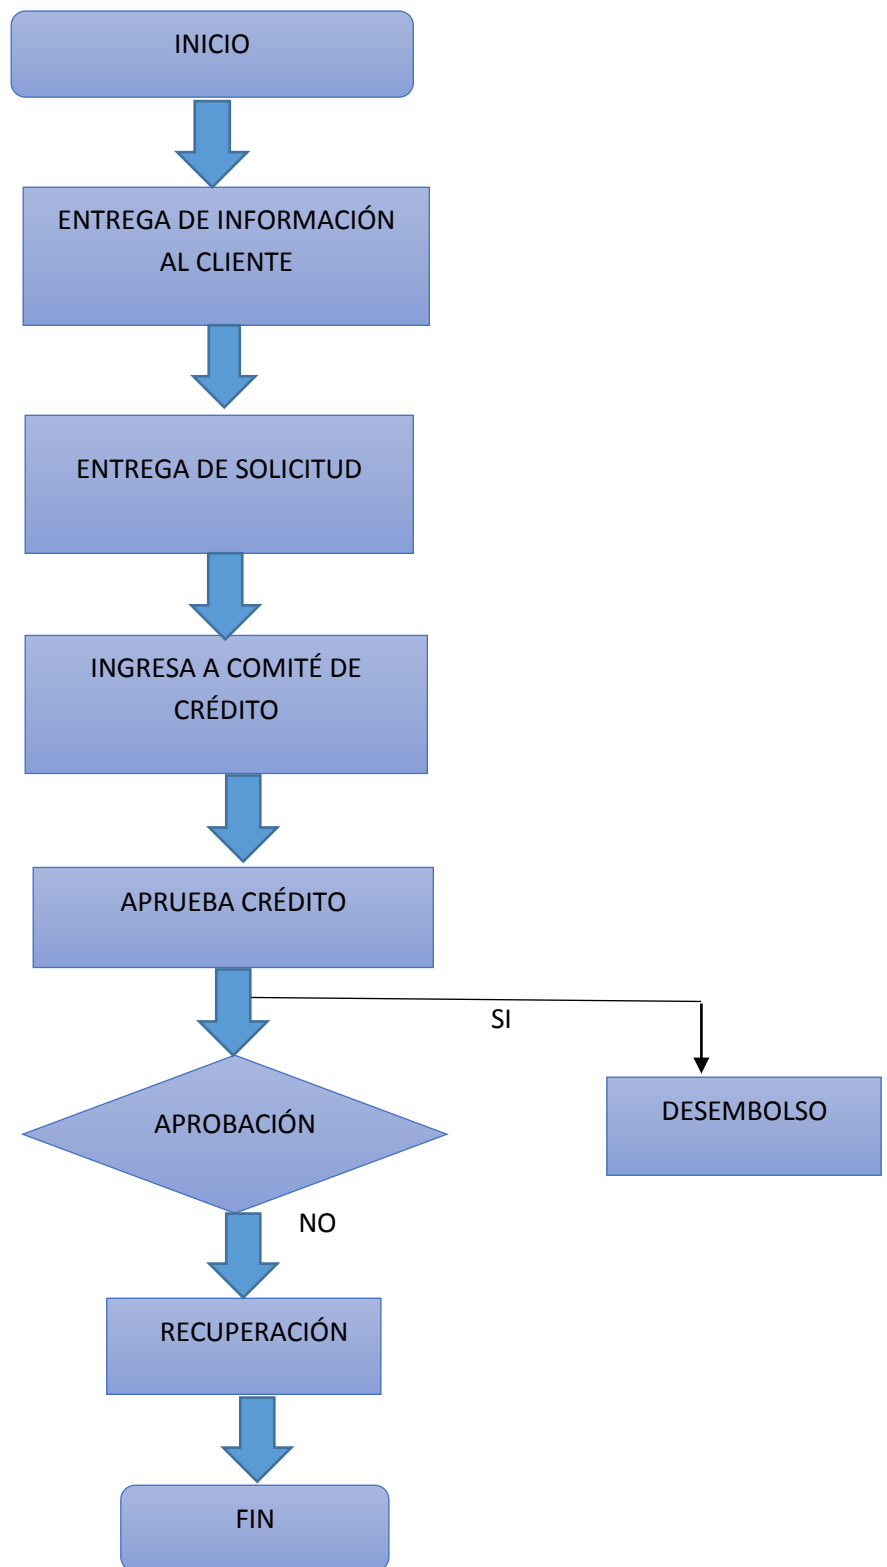 INICIO
ENTREGA DE INFORMACIÓN
AL CLIENTE
ENTREGA DE SOLICITUD
INGRESA A COMITÉ DE
CRÉDITO
APRUEBA CRÉDITO
SI
APROBACIÓN
DESEMBOLSO
NO
RECUPERACIÓN
FIN